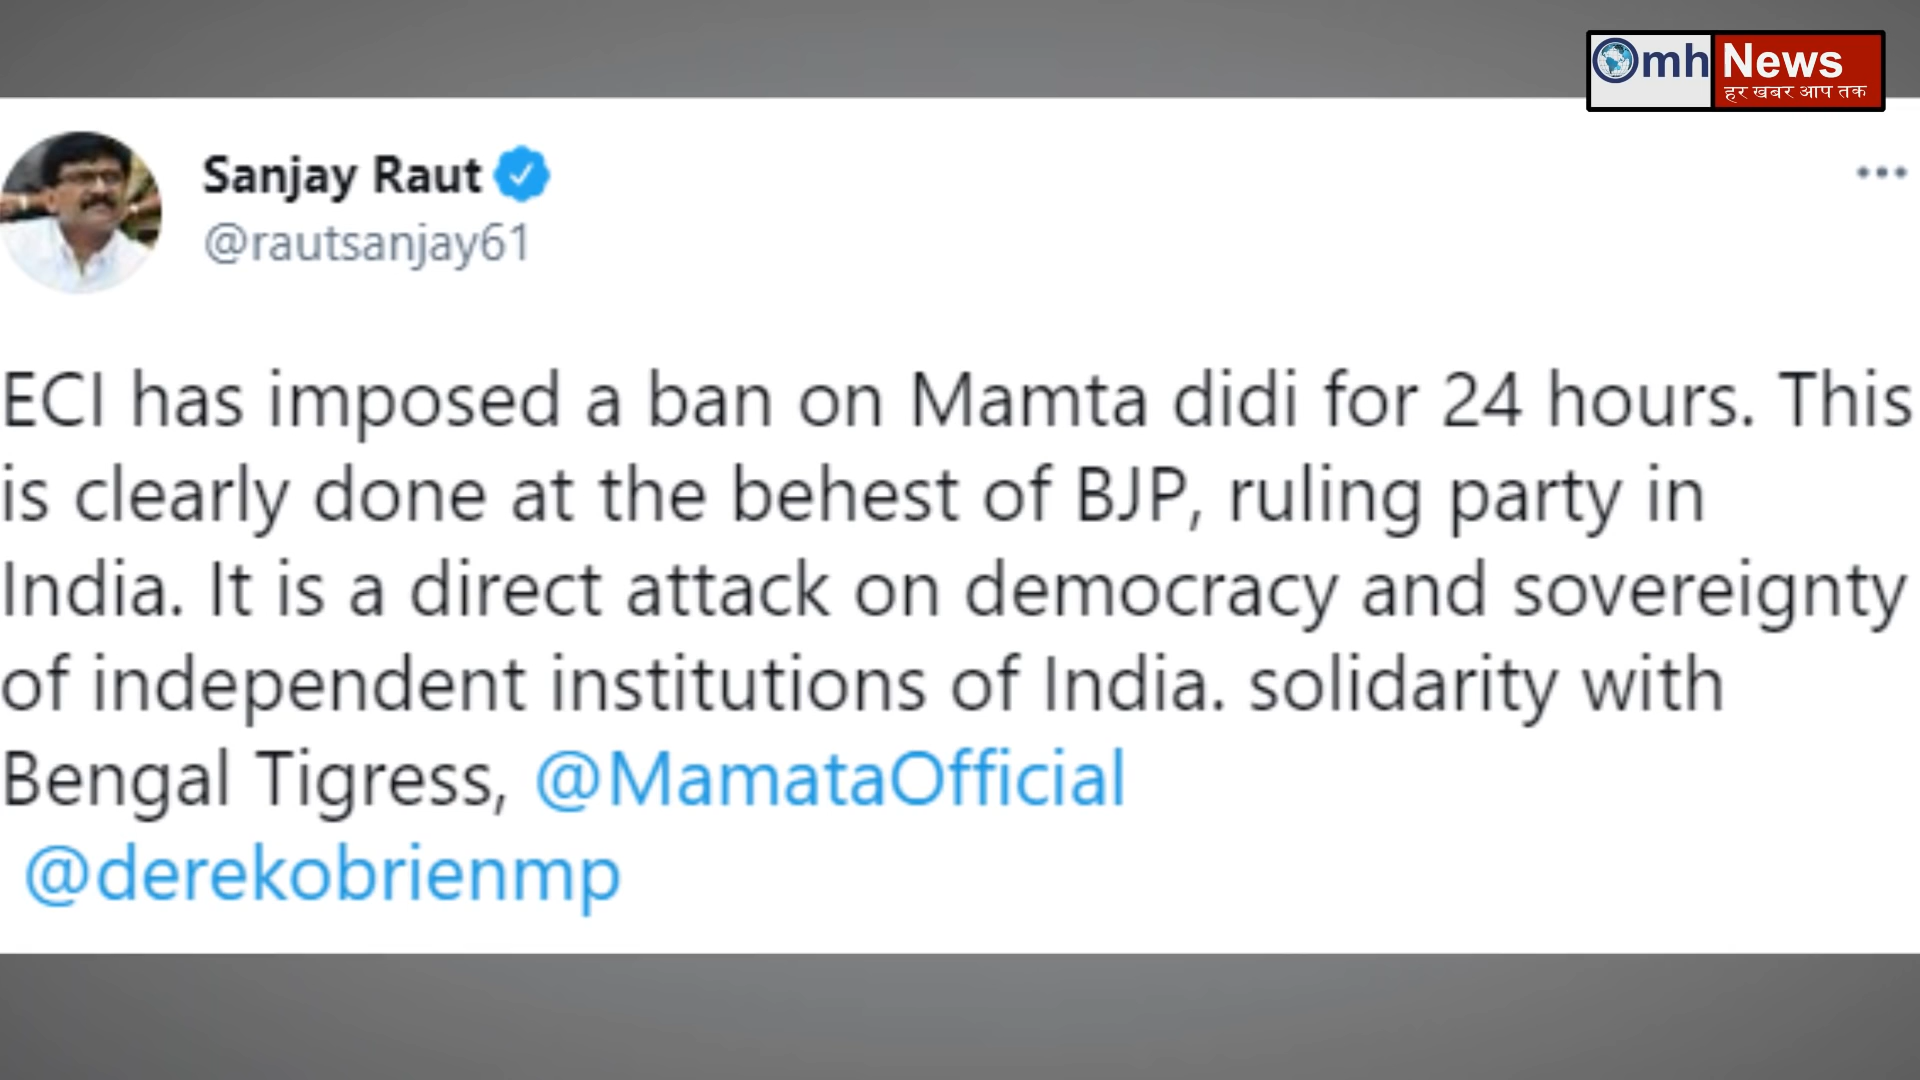 Omh News
हर खबर आप तक
Sanjay Raut
@rautsanjay61
ECI has imposed a ban on Mamta didi for 24 hours. This
is clearly done at the behest of BJP, ruling party in
India. It is a direct attack on democracy and sovereignty
of independent institutions of India. solidarity with
Bengal Tigress, @MamataOfficial
@derekobrienmp